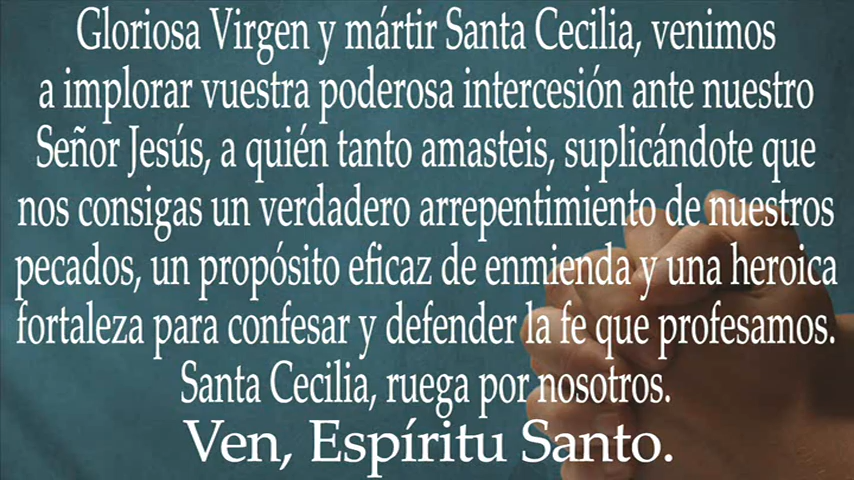 Gloriosa Virgen y mártir Santa Cecilia, venimos
a implorar vuestra poderosa intercesión ante nuestro
Señor Jesús, a quién tanto amasteis, suplicándote que
nos consigas un verdadero arrepentimiento de nuestros
pecados, un propósito eficaz de enmienda y una heroica
fortaleza para confesar y defender la fe que profesamos.
Santa Cecilia, ruega por nosotros.
Ven, Espíritu Santo.